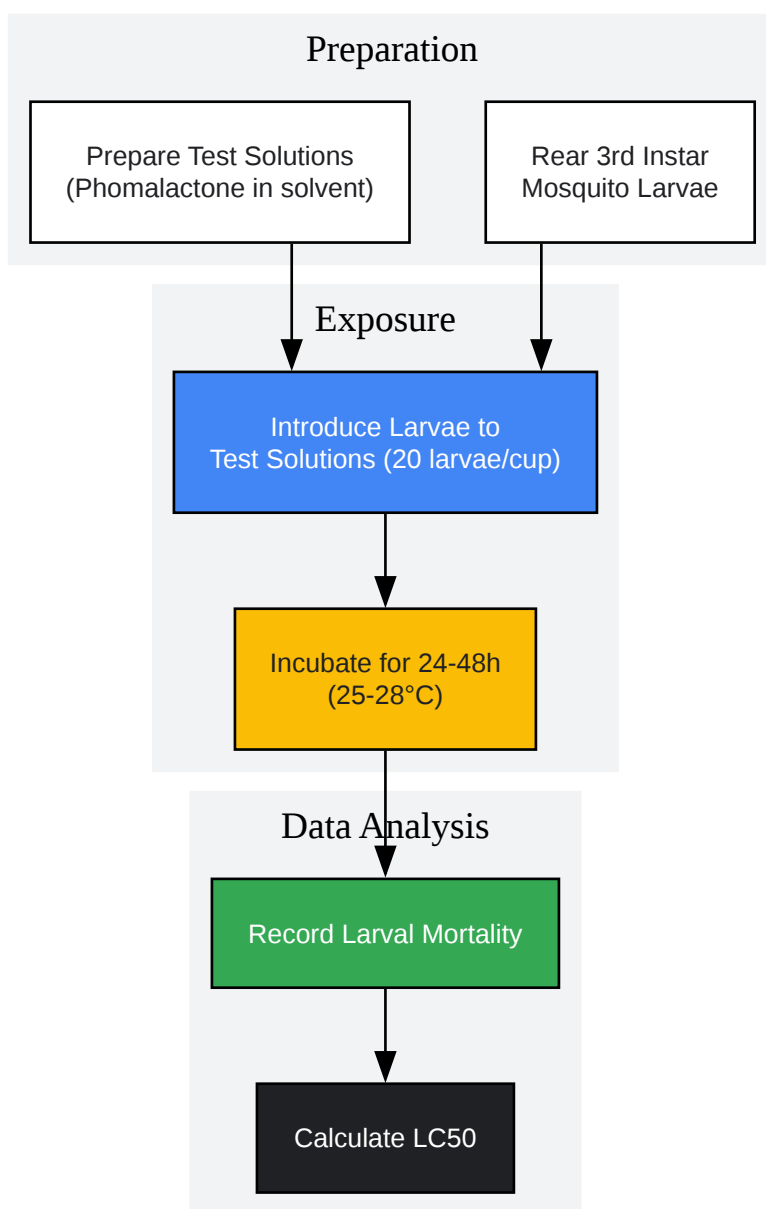 Preparation
Prepare Test Solutions
(Phomalactone in solvent)
Rear 3rd Instar
Mosquito Larvae
Exposure
Introduce Larvae to
Test Solutions (20 larvae/cup)
Incubate for 24-48h
(25-28°C)
Data Analysis
Record Larval Mortality
Calculate LC50